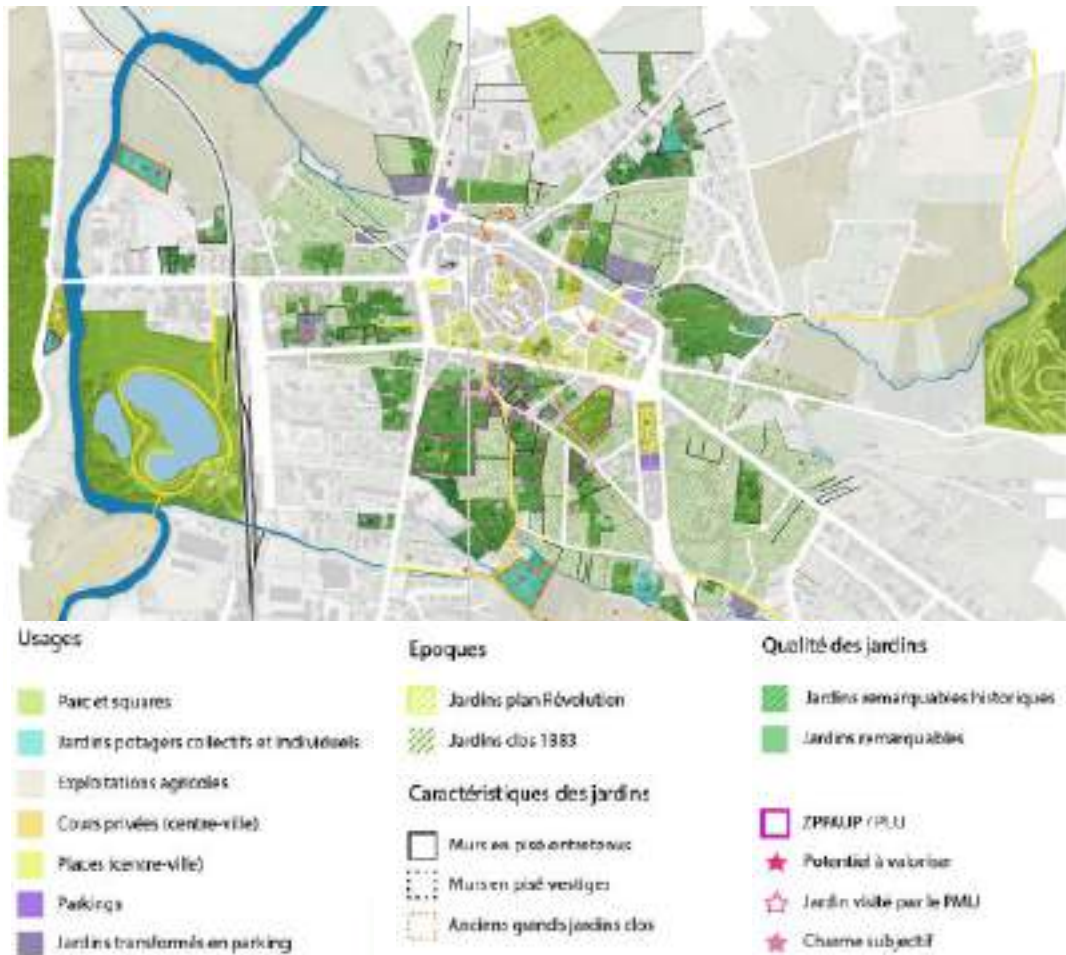 Usages
Parc et squares
Jardins potagers collectifs et individuels
Exploitations agricoles
Cours privées (centre-ville)
Places (centre-ville)
Parkings
Jardins transformés en parking
Epoques
Jardins plan Révolution
Jardins clos 1983
Caractéristiques des jardins
Murs en pisé entretenus
Murs en pisé vestiges
Anciens grands jardins clos
Qualité des jardins
Jardins remarquables historiques
Jardins remarquables
ZPPAUP / PLU
Potentiel à valoriser
Jardin visité par le PMU
Charme subjectif